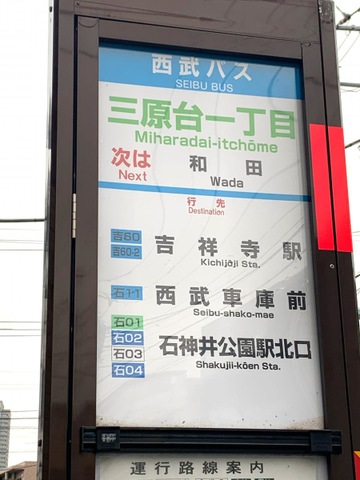 西武バス
SEIBU BUS
三原台一丁目
Miharadai-itchōme
次は 和田
Next Wada
行先
Destination
吉60
吉60-2
吉祥寺駅
Kichijōji Sta.
石1-1
西武車庫前
Seibu-shako-mae
石01
石02
石03
石04
石神井公園駅北口
Shakujii-kōen Sta.
運行路線案内